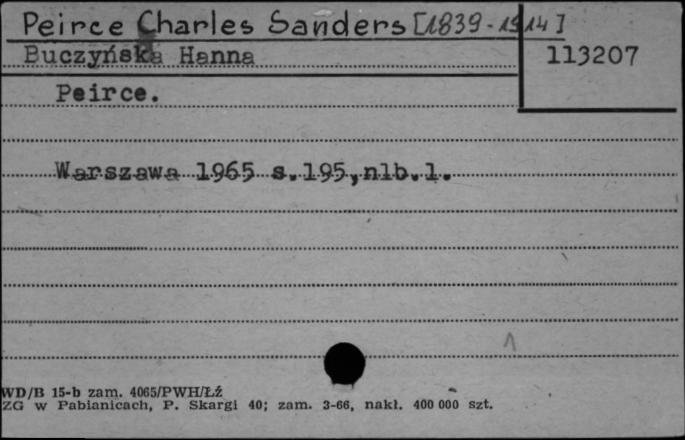 Peirce Charles Sanders [1839-1914]
Buczyńska Hanna 113207
Peirce.
Warszawa 1965 s.195,nlb.1.
WD/B 15-b zam. 4065/PWH/Łź
ZG w Pabianicach, P. Skargi 40; zam. 3-66, nakł. 400 000 szt.